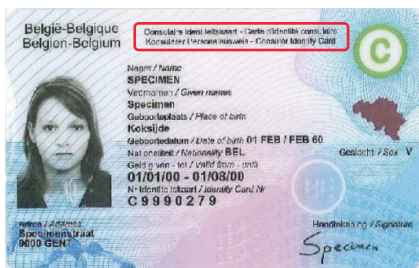 België-Belgique
Belgien-Belgium
Consulaire identiteitskaart - Carte d'identité consulaire
Konsularer Personalausweis - Consular Identity Card
C
Naam / Name
SPECIMEN
Voornamen / Given names
Specimen
Geboorteplaats / Place of birth
Koksijde
Geboortedatum / Date of birth 01 FEB / FEB 60
Nationaliteit / Nationality BEL
Geslacht / Sex V
Geldig van - tot / Valid from - until
01/01/00 - 01/08/00
Nr Identiteitskaart / Identity Card Nr
C 9990279
Adres / Address
Specimenstraat
9000 GENT
Handtekening / Signature
Specimen